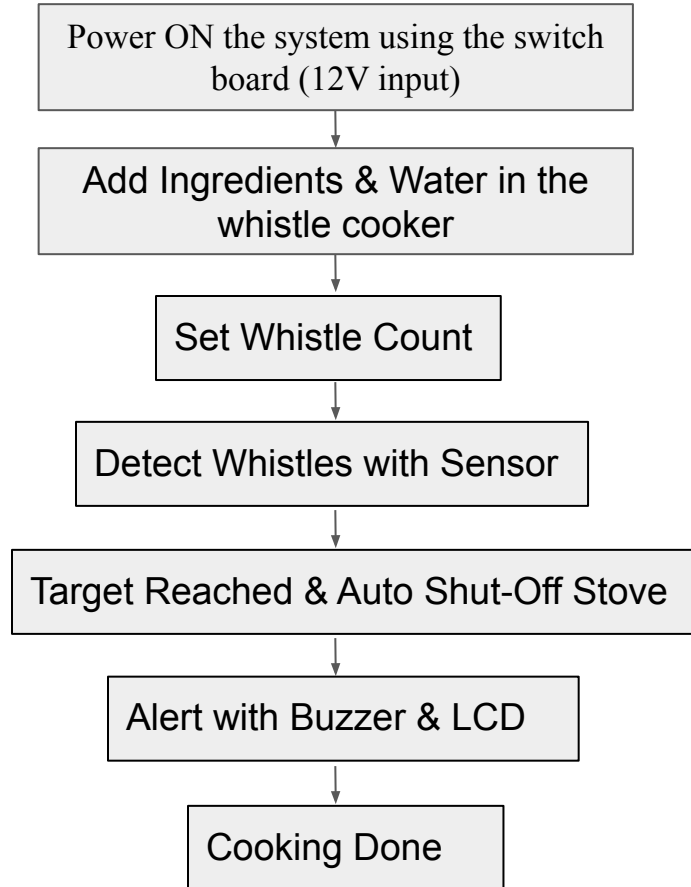 Power ON the system using the switch
board (12V input)
Add Ingredients & Water in the
whistle cooker
Set Whistle Count
Detect Whistles with Sensor
Target Reached & Auto Shut-Off Stove
Alert with Buzzer & LCD
Cooking Done